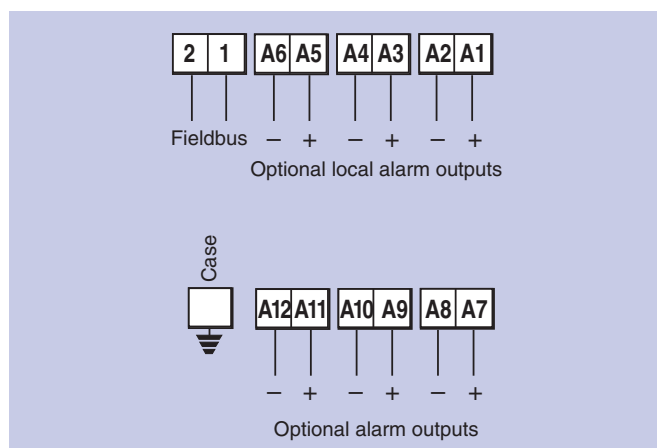 2 1 A6 A5 A4 A3 A2 A1
Fieldbus – + – + – +
Optional local alarm outputs
Case
A12 A11 A10 A9 A8 A7
– + – + – +
Optional alarm outputs